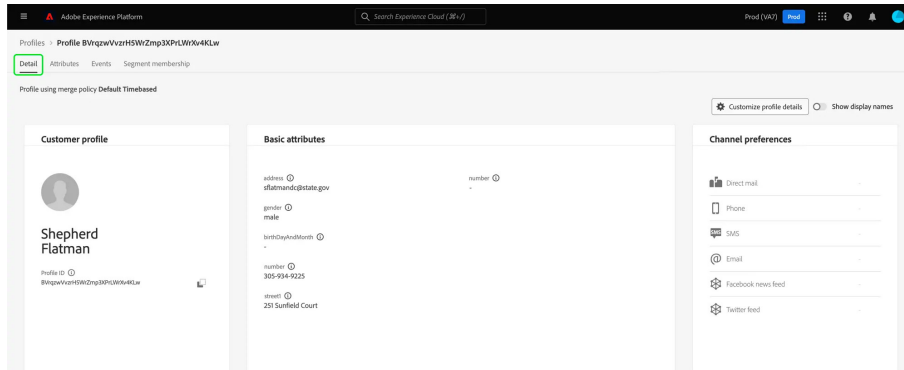 Adobe Experience Platform
Search Experience Cloud (⌘+/)
Prod (VA7)
Prod
Profiles > Profile BVrqzwVvzrH5WrZmp3XPrLWrXv4KLw
Detail Attributes Events Segment membership
Profile using merge policy Default Timebased
Customize profile details
Show display names
Customer profile
Shepherd
Flatman
Profile ID
BVrqzwVvzrH5WrZmp3XPrLWrXv4KLw
Basic attributes
address
sflatmandc@state.gov
number
-
gender
male
birthDayAndMonth
-
number
305-934-9225
street1
251 Sunfield Court
Channel preferences
Direct mail -
Phone -
SMS SMS -
Email -
Facebook news feed -
Twitter feed -